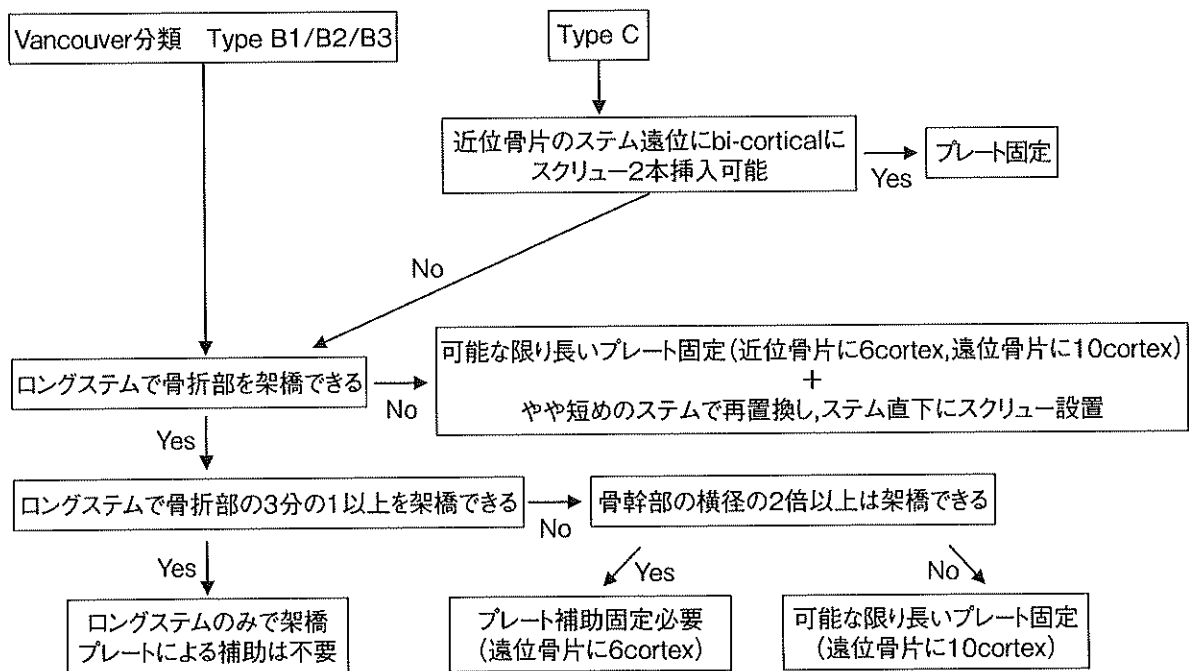 Vancouver分類　Type B1/B2/B3
Type C
近位骨片のステム遠位にbi-corticalに
スクリュー2本挿入可能
Yes
プレート固定
No
ロングステムで骨折部を架橋できる
No
可能な限り長いプレート固定(近位骨片に6cortex,遠位骨片に10cortex)
+
やや短めのステムで再置換し,ステム直下にスクリュー設置
Yes
ロングステムで骨折部の3分の1以上を架橋できる
No
骨幹部の横径の2倍以上は架橋できる
Yes
ロングステムのみで架橋
プレートによる補助は不要
Yes
プレート補助固定必要
(遠位骨片に6cortex)
No
可能な限り長いプレート固定
(遠位骨片に10cortex)